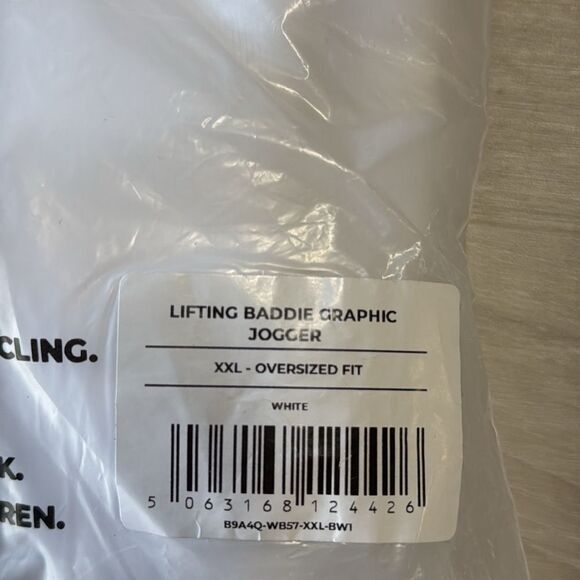 LIFTING BADDIE GRAPHIC
JOGGER
CLING.
XXL - OVERSIZED FIT
WHITE
K.
REN.
5 063168 124426
B9A4Q-WB57-XXL-BW1